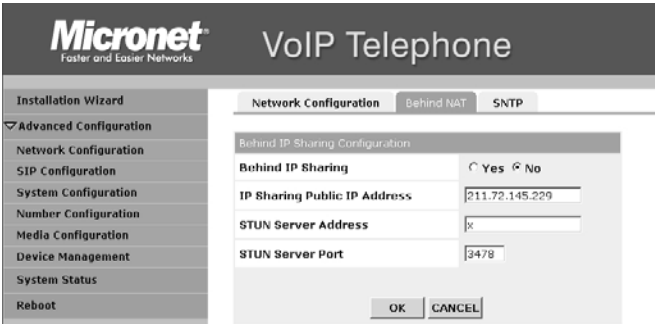 Micronet
Faster and Easier Networks
VoIP Telephone
Installation Wizard
Advanced Configuration
Network Configuration
SIP Configuration
System Configuration
Number Configuration
Media Configuration
Device Management
System Status
Reboot
Network Configuration Behind NAT SNTP
Behind IP Sharing Configuration
Behind IP Sharing Yes No
IP Sharing Public IP Address 211.72.145.229
STUN Server Address x
STUN Server Port 3478
OK CANCEL